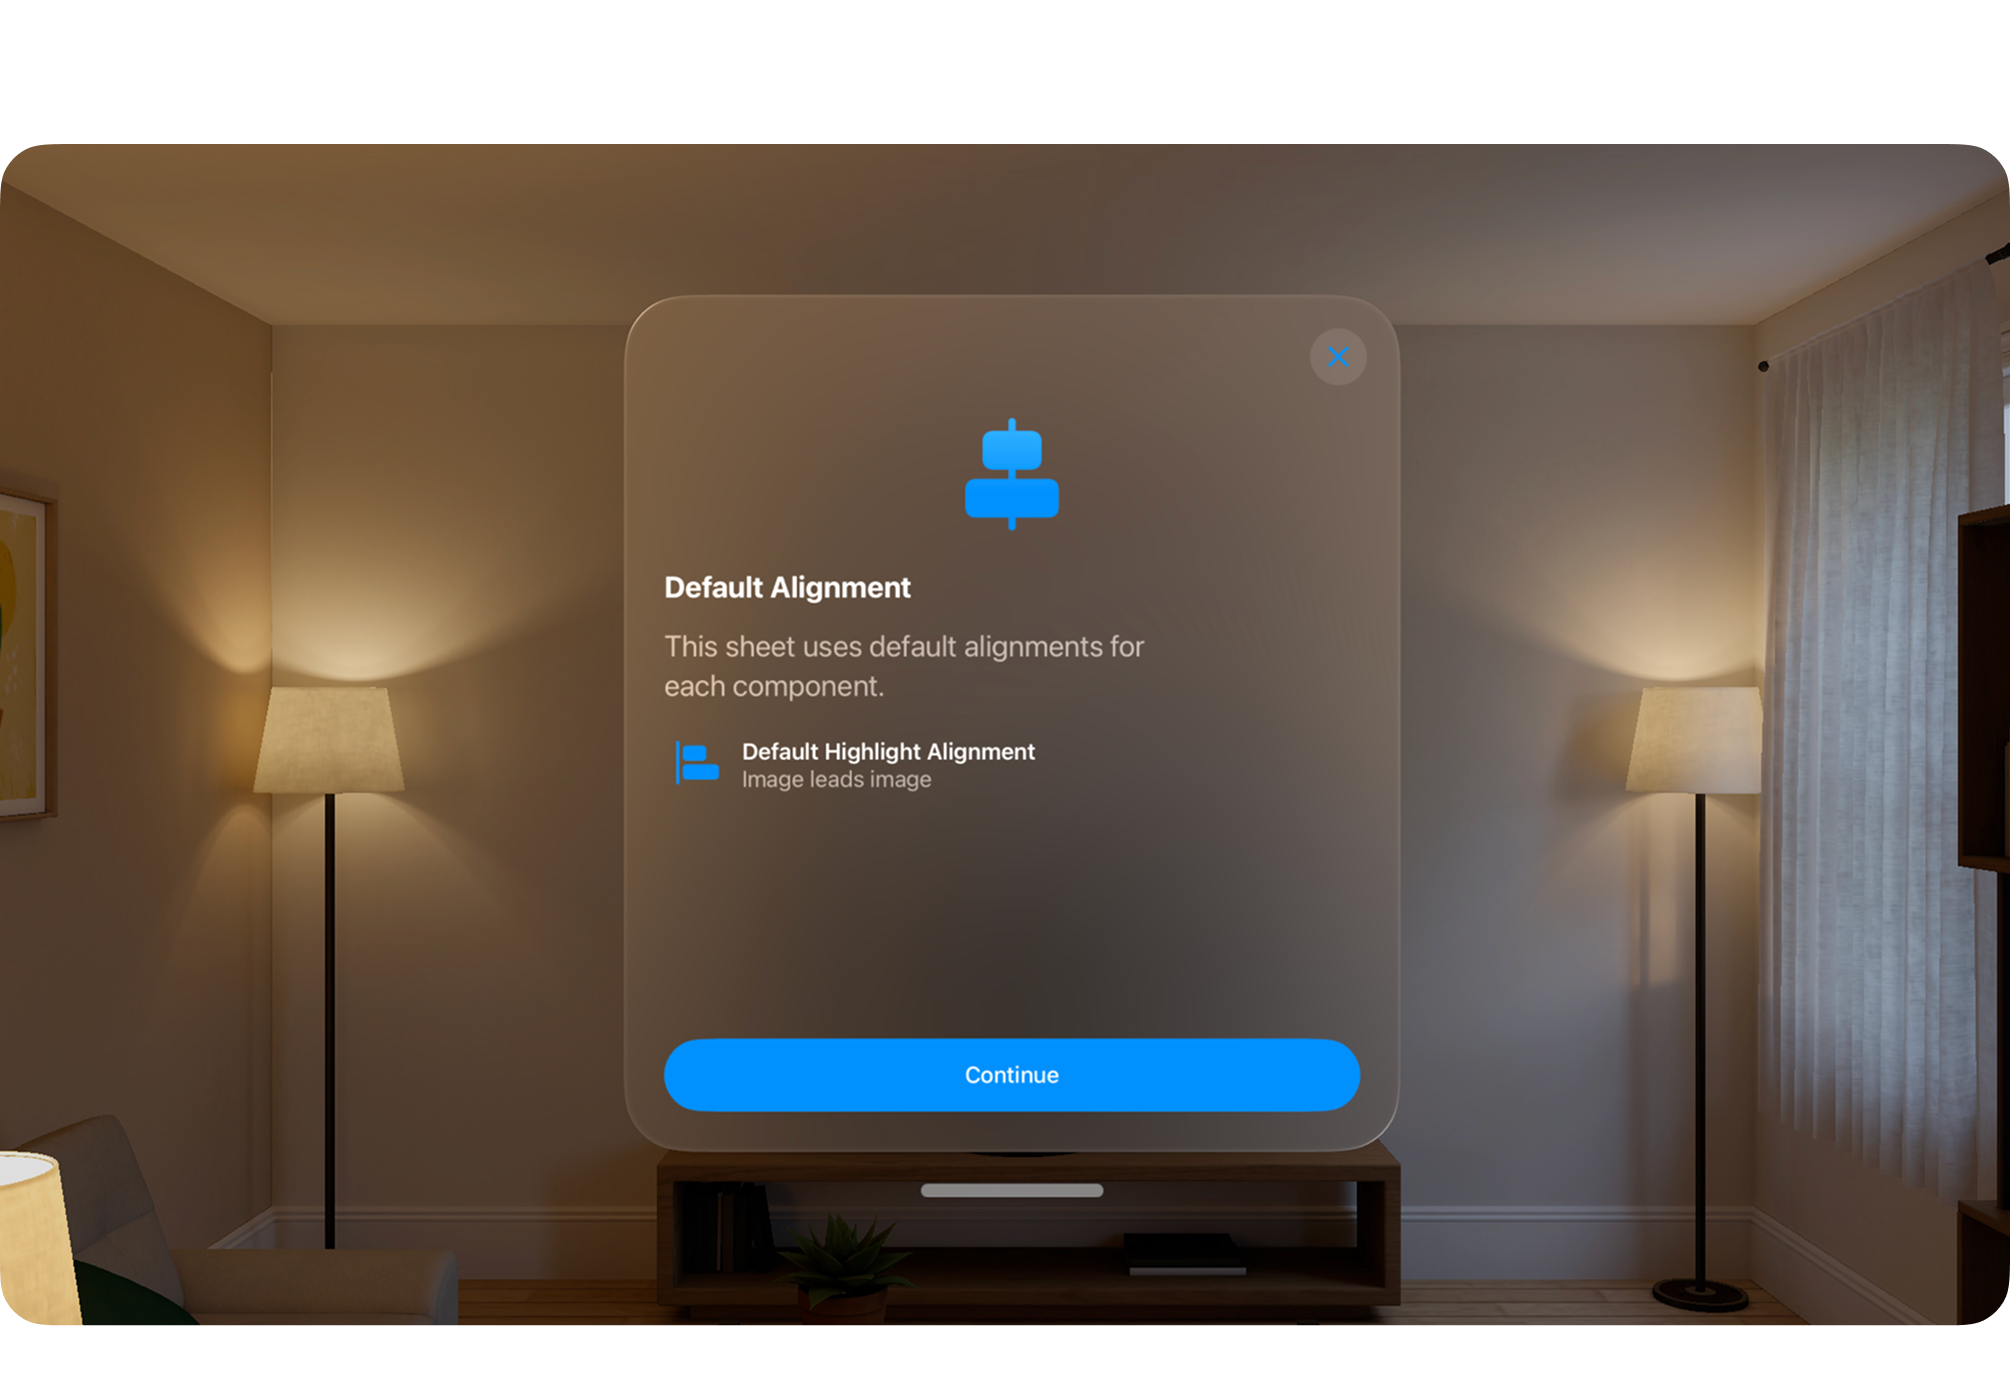 Default Alignment
This sheet uses default alignments for
each component.
Default Highlight Alignment
Image leads image
Continue